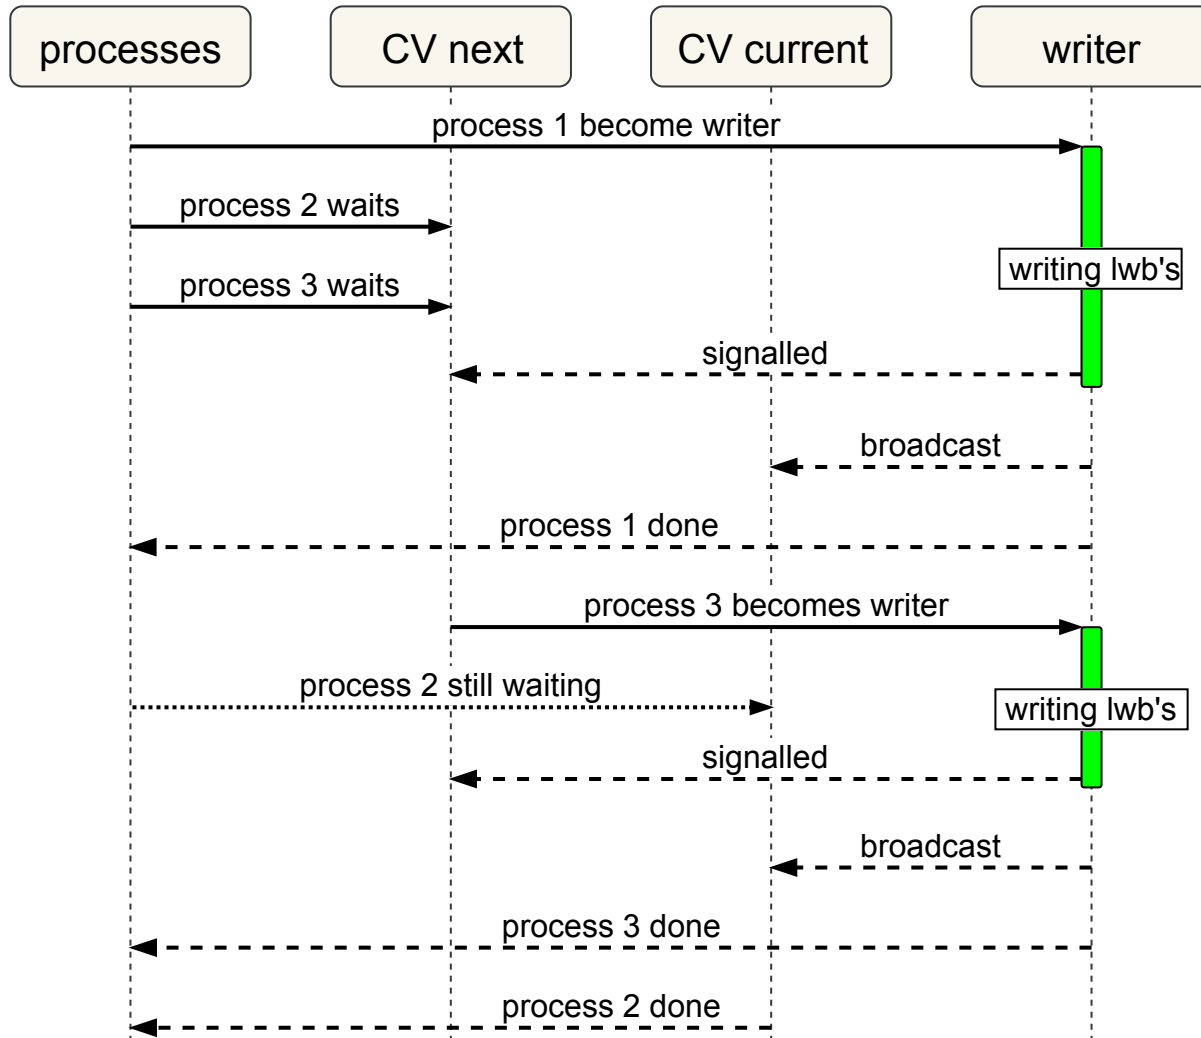 processes
CV next
CV current
writer
process 1 become writer
process 2 waits
writing lwb's
process 3 waits
signalled
broadcast
process 1 done
process 3 becomes writer
process 2 still waiting
writing lwb's
signalled
broadcast
process 3 done
process 2 done